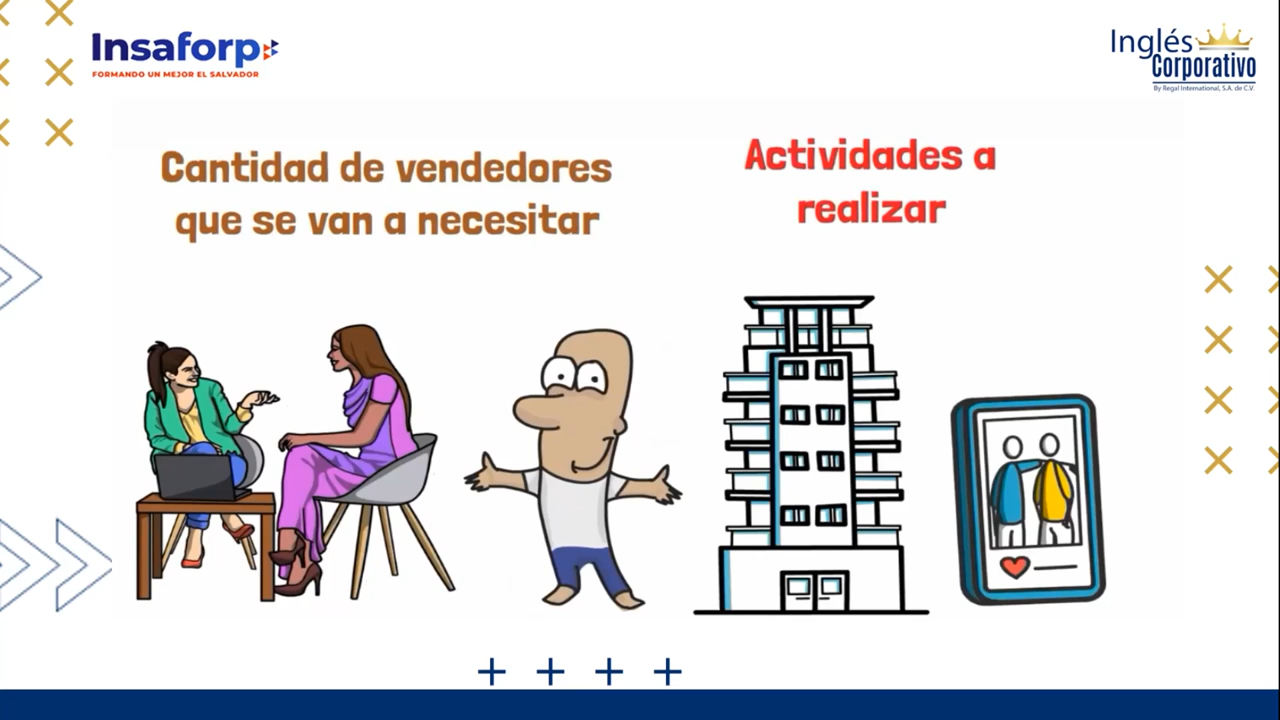 Insaforp
FORMANDO UN MEJOR EL SALVADOR
Inglés
Corporativo
By Regal International, S.A. de C.V.
Cantidad de vendedores
que se van a necesitar
Actividades a
realizar